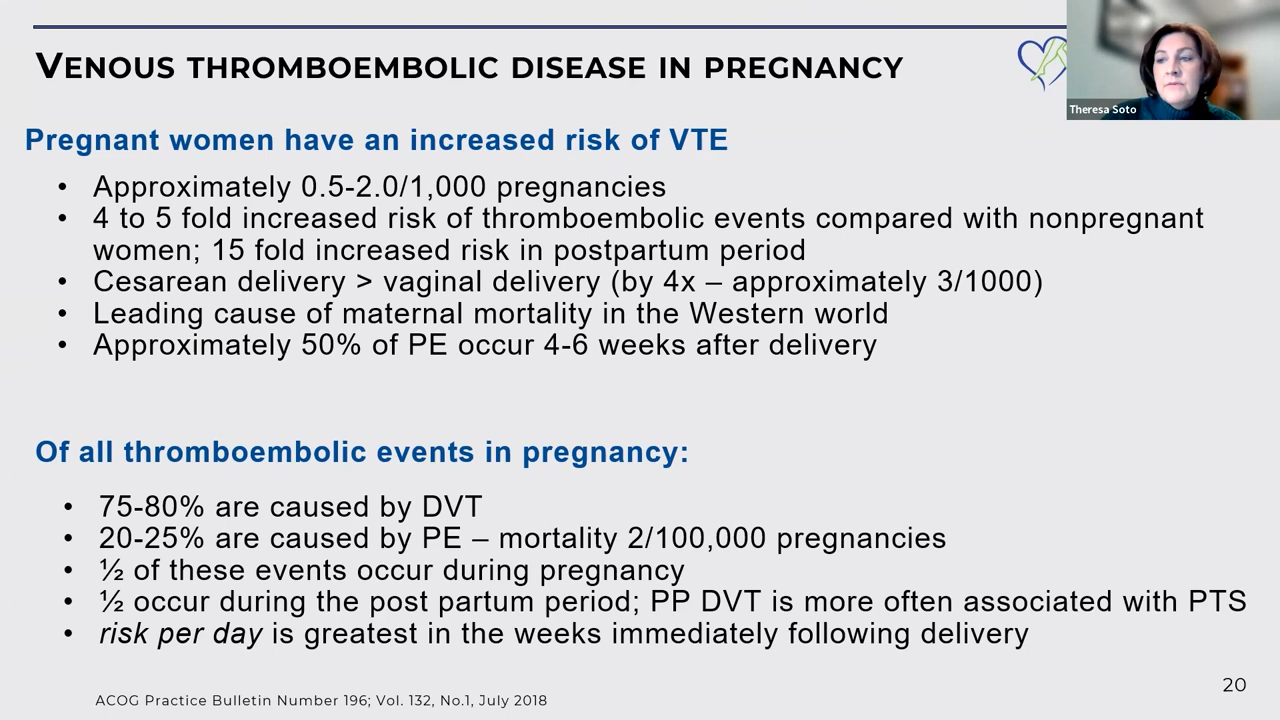 VENOUS THROMBOEMBOLIC DISEASE IN PREGNANCY
Theresa Soto
Pregnant women have an increased risk of VTE
• Approximately 0.5-2.0/1,000 pregnancies
• 4 to 5 fold increased risk of thromboembolic events compared with nonpregnant
women; 15 fold increased risk in postpartum period
• Cesarean delivery > vaginal delivery (by 4x – approximately 3/1000)
• Leading cause of maternal mortality in the Western world
• Approximately 50% of PE occur 4-6 weeks after delivery
Of all thromboembolic events in pregnancy:
• 75-80% are caused by DVT
• 20-25% are caused by PE – mortality 2/100,000 pregnancies
• ½ of these events occur during pregnancy
• ½ occur during the post partum period; PP DVT is more often associated with PTS
• risk per day is greatest in the weeks immediately following delivery
20
ACOG Practice Bulletin Number 196; Vol. 132, No.1, July 2018